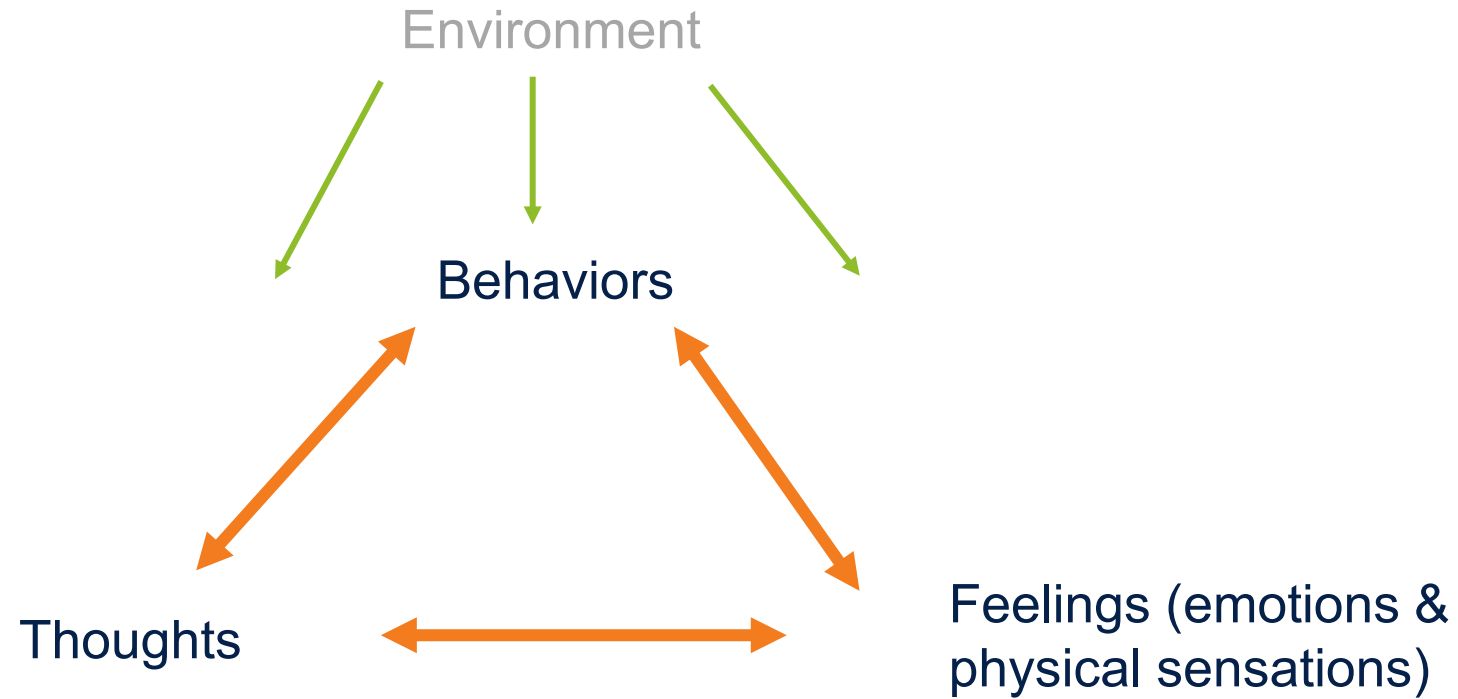 Environment
Behaviors
Thoughts
Feelings (emotions &
physical sensations)